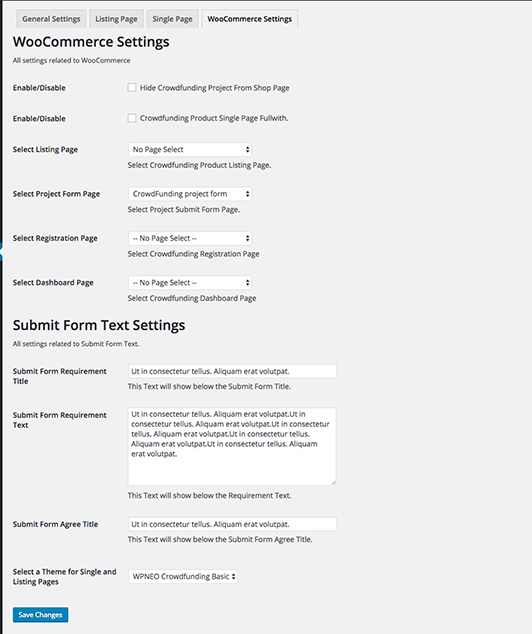 General Settings
Listing Page
Single Page
WooCommerce Settings
WooCommerce Settings
All settings related to WooCommerce
Enable/Disable
Hide Crowdfunding Project From Shop Page
Enable/Disable
Crowdfunding Product Single Page Fullwith.
Select Listing Page
No Page Select
Select Crowdfunding Product Listing Page.
Select Project Form Page
CrowdFunding project form
Select Project Submit Form Page.
Select Registration Page
-- No Page Select --
Select Crowdfunding Registration Page
Select Dashboard Page
-- No Page Select --
Select Crowdfunding Dashboard Page
Submit Form Text Settings
All settings related to Submit Form Text.
Submit Form Requirement
Title
Ut in consectetur tellus. Aliquam erat volutpat.
This Text will show below the Submit Form Title.
Submit Form Requirement
Text
Ut in consectetur tellus. Aliquam erat volutpat.Ut in
consectetur tellus. Aliquam erat volutpat.Ut in consectetur
tellus. Aliquam erat volutpat.Ut in consectetur tellus.
Aliquam erat volutpat.Ut in consectetur tellus. Aliquam
erat volutpat.
This Text will show below the Requirement Text.
Submit Form Agree Title
Ut in consectetur tellus. Aliquam erat volutpat.
This Text will show below the Submit Form Agree Title.
Select a Theme for Single and
Listing Pages
WPNEO Crowdfunding Basic
Save Changes